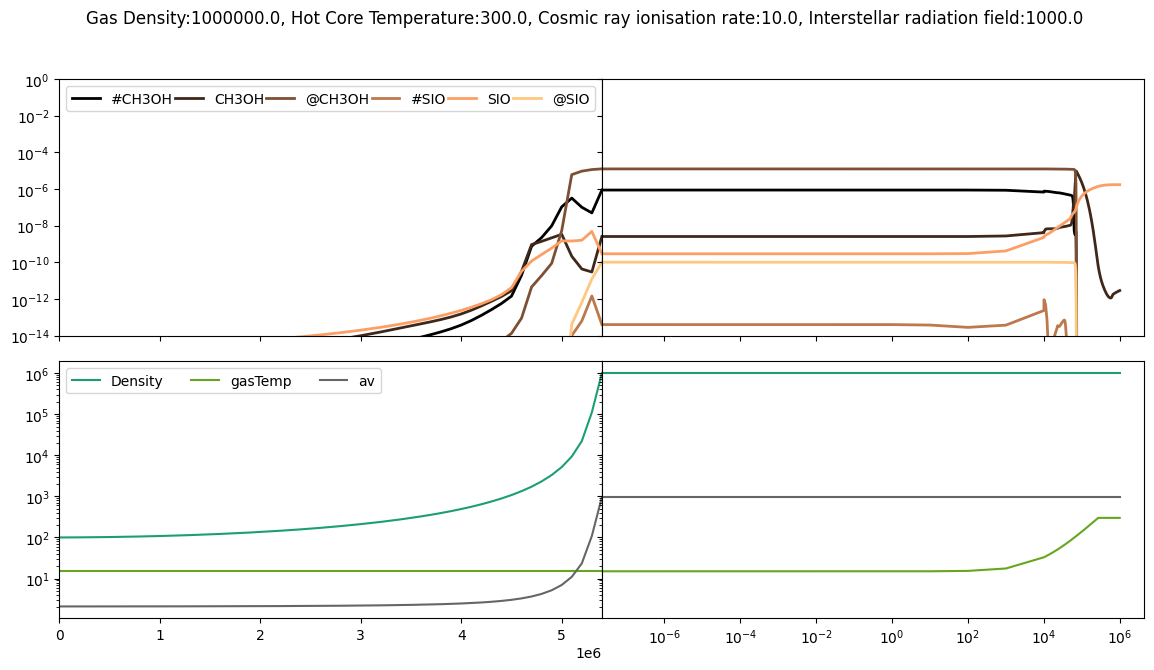 Gas Density:1000000.0, Hot Core Temperature:300.0, Cosmic ray ionisation rate:10.0, Interstellar radiation field:1000.0
10^0
10^-2
10^-4
10^-6
10^-8
10^-10
10^-12
10^-14
#CH3OH CH3OH @CH3OH #SIO SIO @SIO
10^6
10^5
10^4
10^3
10^2
10^1
Density gasTemp av
0 1 2 3 4 5
1e6
10^-6 10^-4 10^-2 10^0 10^2 10^4 10^6